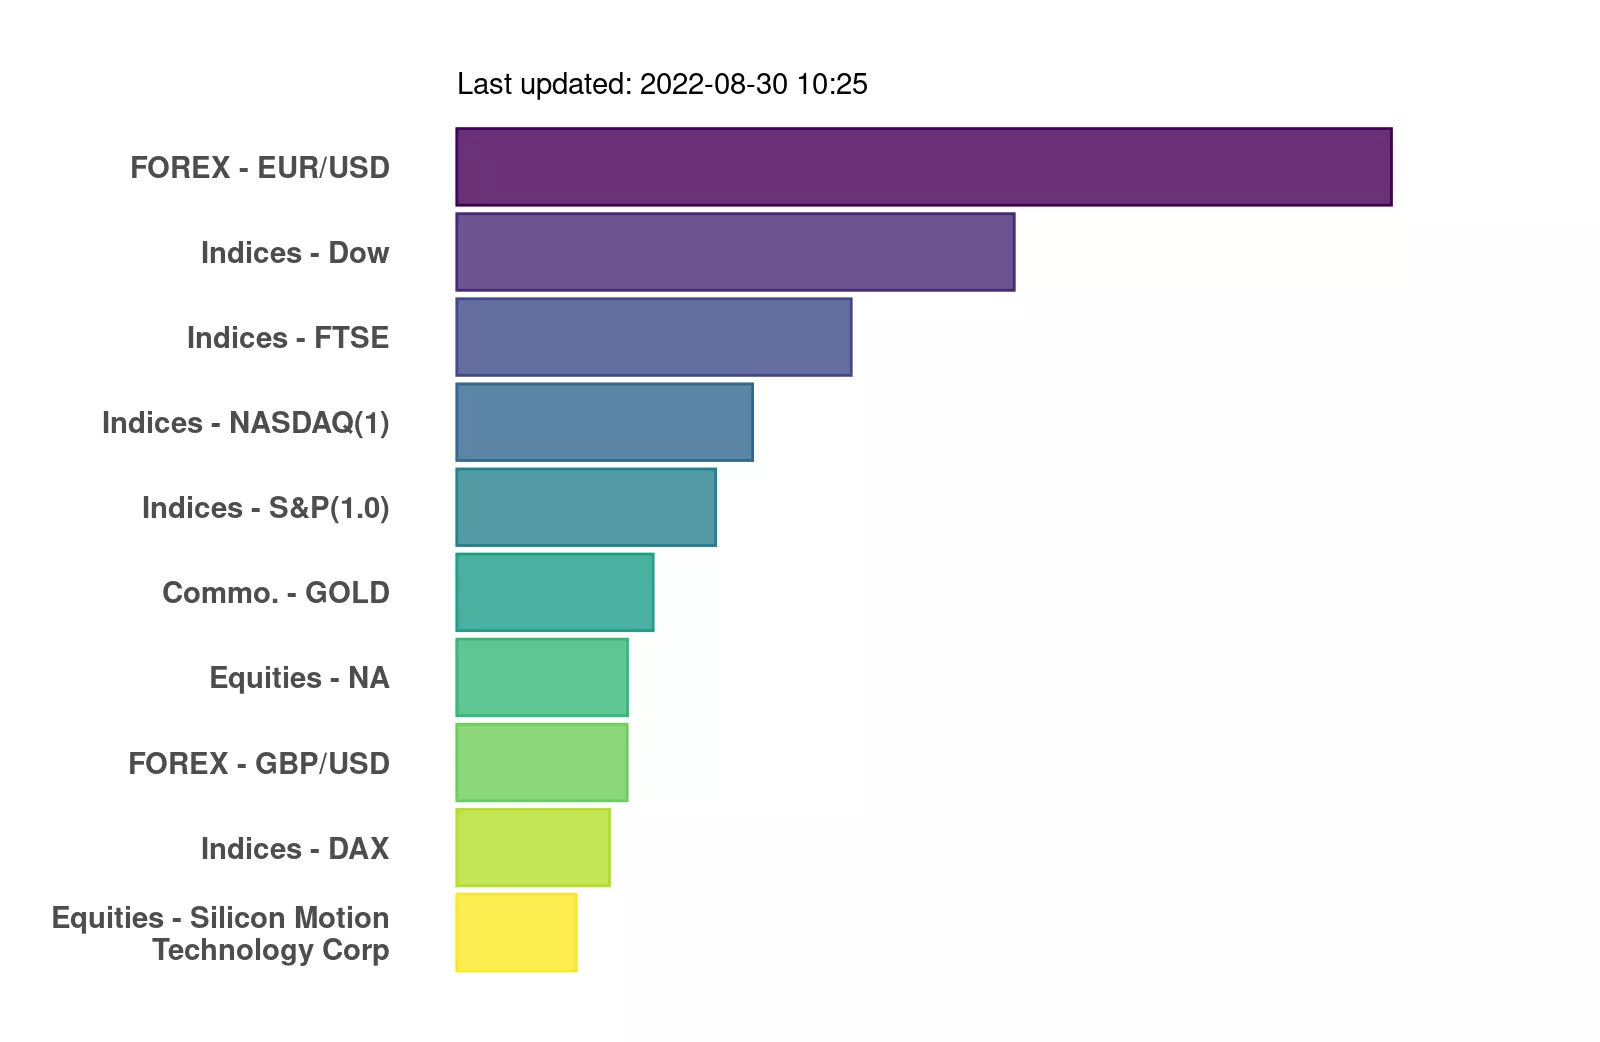 Last updated: 2022-08-30 10:25
FOREX - EUR/USD
Indices - Dow
Indices - FTSE
Indices - NASDAQ(1)
Indices - S&P(1.0)
Commo. - GOLD
Equities - NA
FOREX - GBP/USD
Indices - DAX
Equities - Silicon Motion
Technology Corp